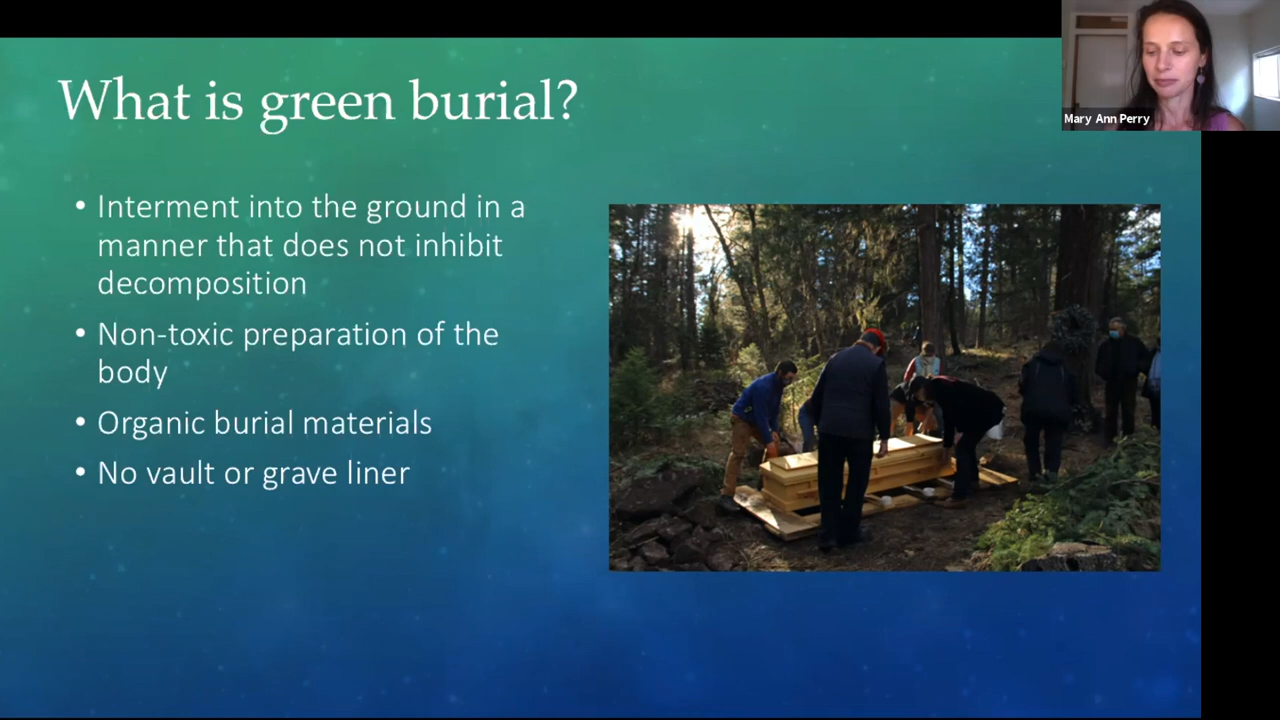 What is green burial?
Mary Ann Perry
• Interment into the ground in a
manner that does not inhibit
decomposition
• Non-toxic preparation of the
body
• Organic burial materials
• No vault or grave liner